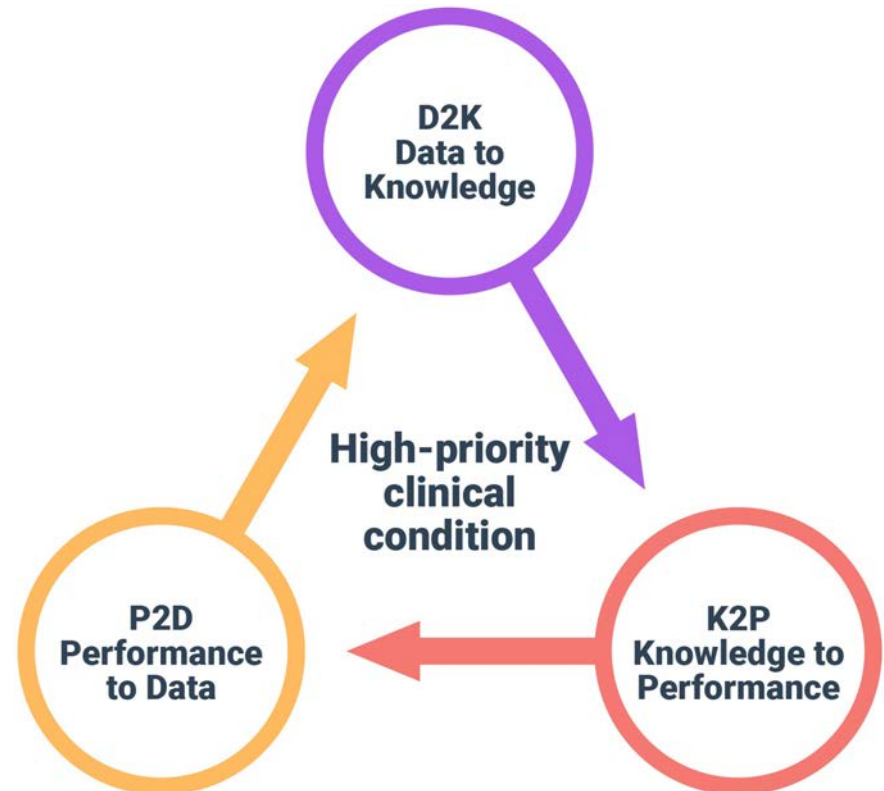 D2K
Data to
Knowledge
High-priority
clinical
condition
P2D
Performance
to Data
K2P
Knowledge to
Performance